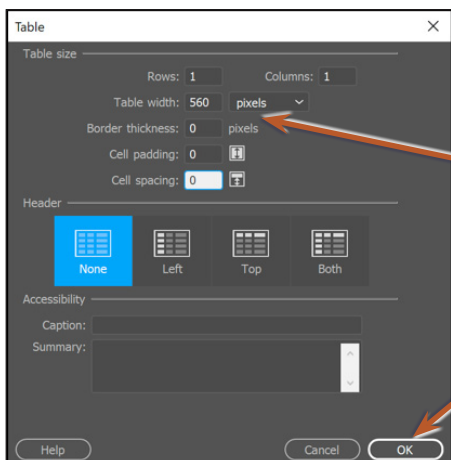 Table
Table size
Rows: 1 Columns: 1
Table width: 560 pixels
Border thickness: 0 pixels
Cell padding: 0
Cell spacing: 0
Header
None Left Top Both
Accessibility
Caption:
Summary:
Help Cancel OK